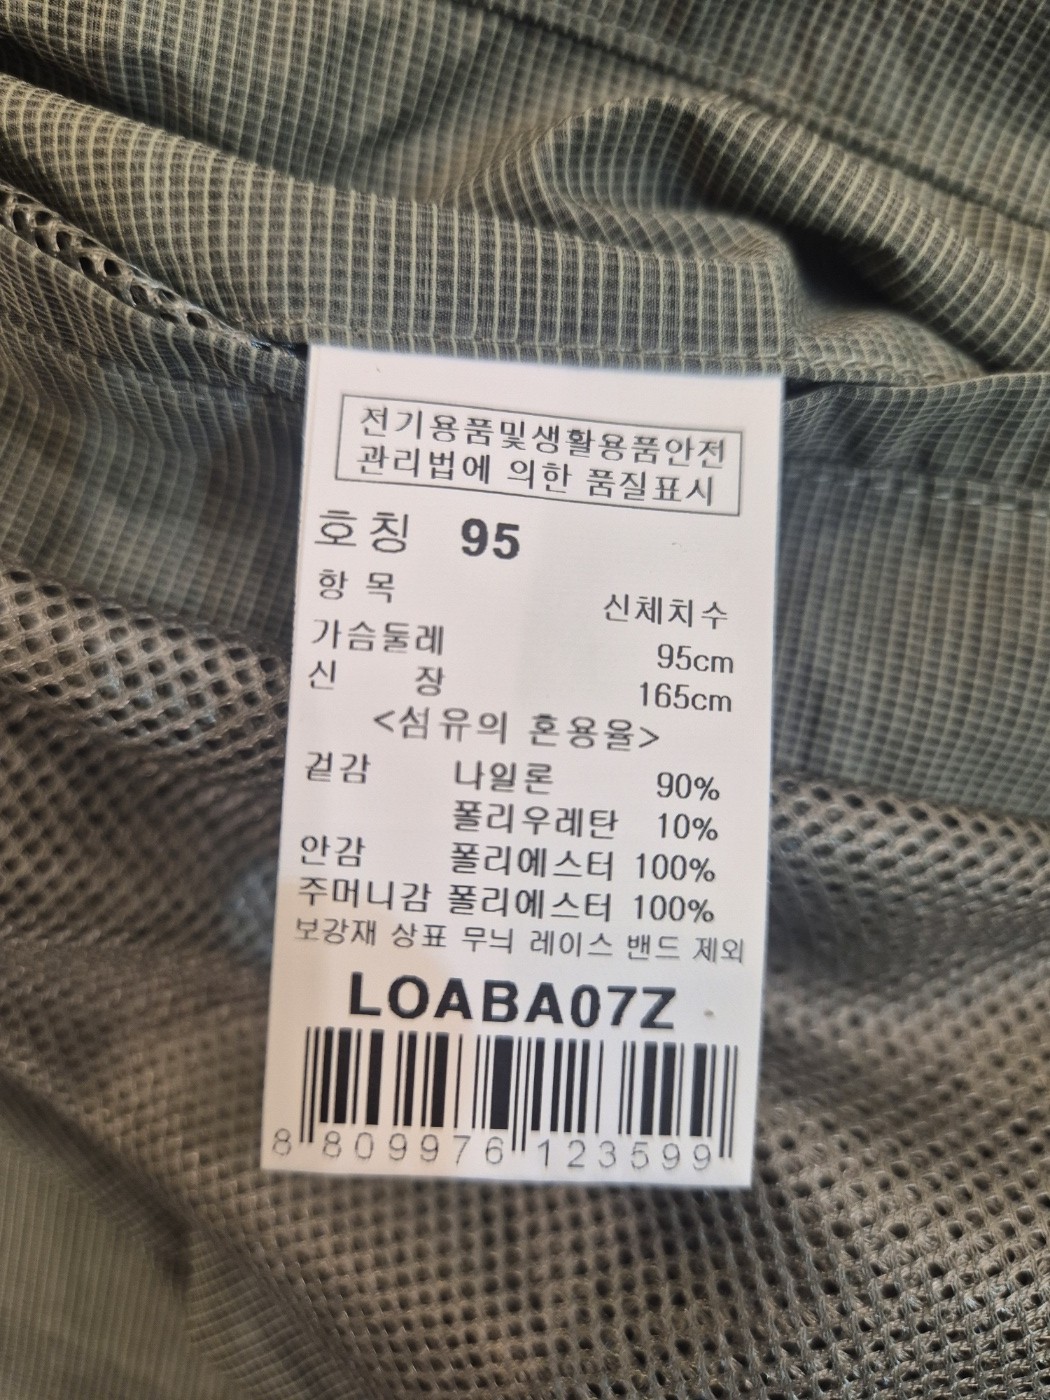 전기용품및생활용품안전
관리법에 의한 품질표시
호칭 95
항 목 신체치수
가슴둘레 95cm
신 장 165cm
<섬유의 혼용율>
겉감 나일론 90%
폴리우레탄 10%
안감 폴리에스터 100%
주머니감 폴리에스터 100%
보강재 상표 무늬 레이스 밴드 제외
LOABA07Z
8 809976 123599